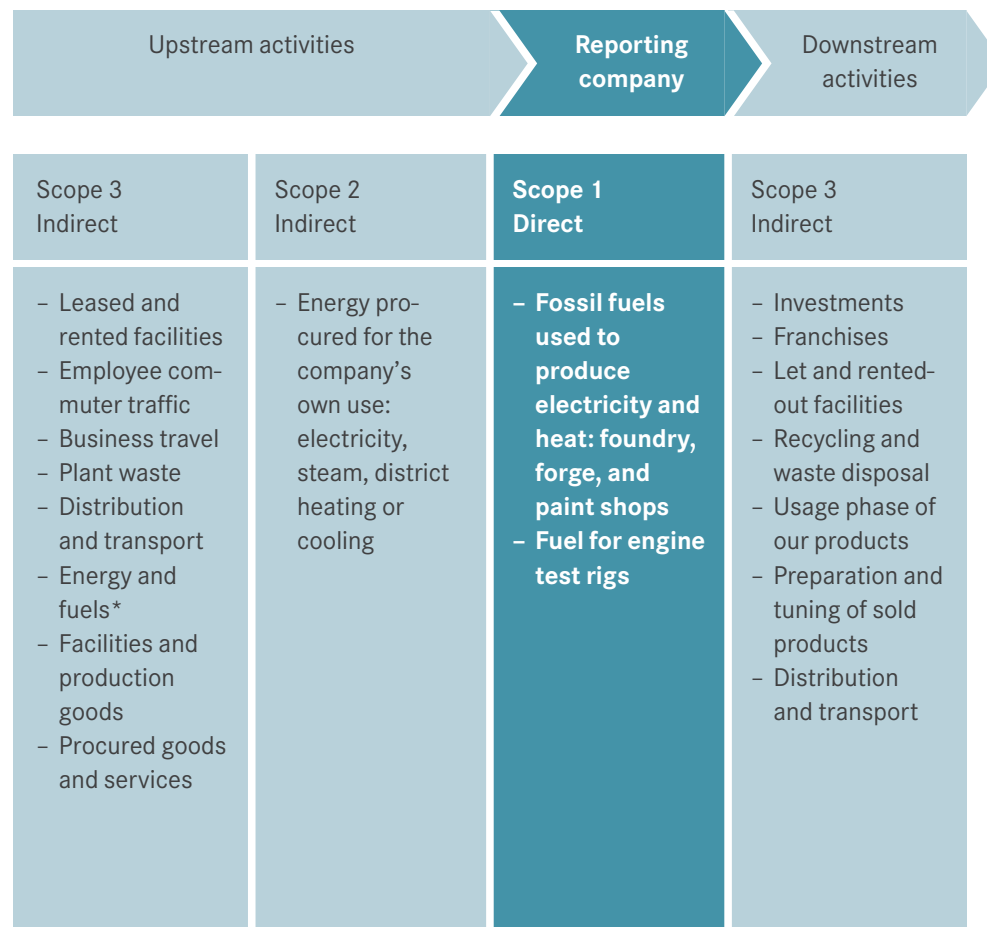 Upstream activities
Reporting
company
Downstream
activities
Scope 3
Indirect
Scope 2
Indirect
Scope 1
Direct
Scope 3
Indirect
– Leased and
rented facilities
– Employee com-
muter traffic
– Business travel
– Plant waste
– Distribution
and transport
– Energy and
fuels*
– Facilities and
production
goods
– Procured goods
and services
– Energy pro-
cured for the
company’s
own use:
electricity,
steam, district
heating or
cooling
– Fossil fuels
used to
produce
electricity and
heat: foundry,
forge, and
paint shops
– Fuel for engine
test rigs
– Investments
– Franchises
– Let and rented-
out facilities
– Recycling and
waste disposal
– Usage phase of
our products
– Preparation and
tuning of sold
products
– Distribution
and transport